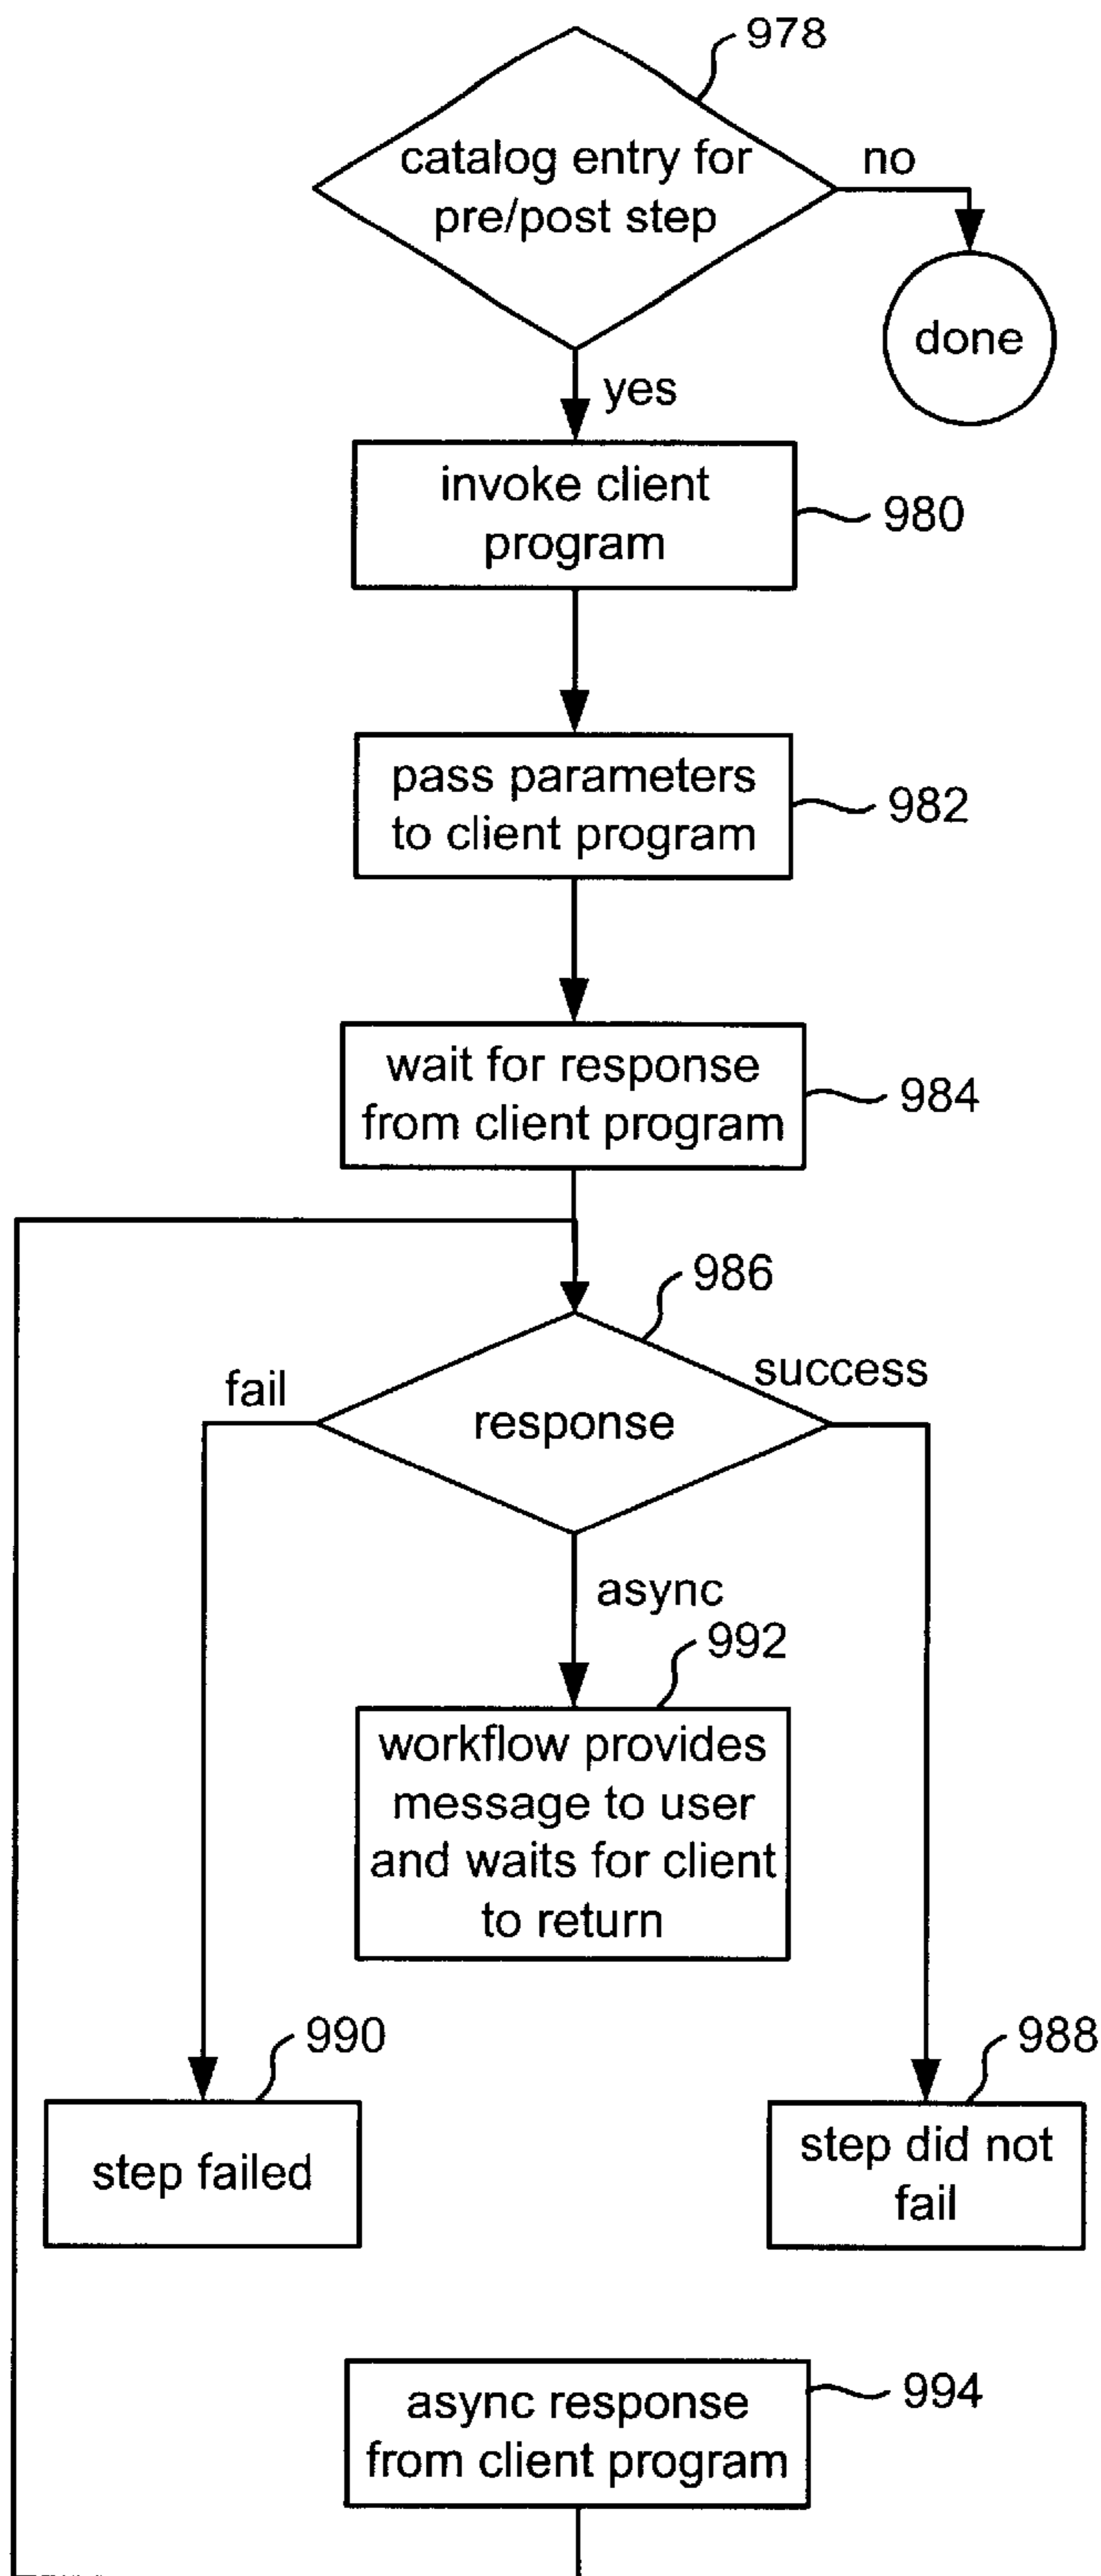 978
catalog entry for
pre/post step
no
done
yes
invoke client
program
980
pass parameters
to client program
982
wait for response
from client program
984
986
fail
success
response
async
992
workflow provides
message to user
and waits for client
to return
990
988
step failed
step did not
fail
async response
from client program
994